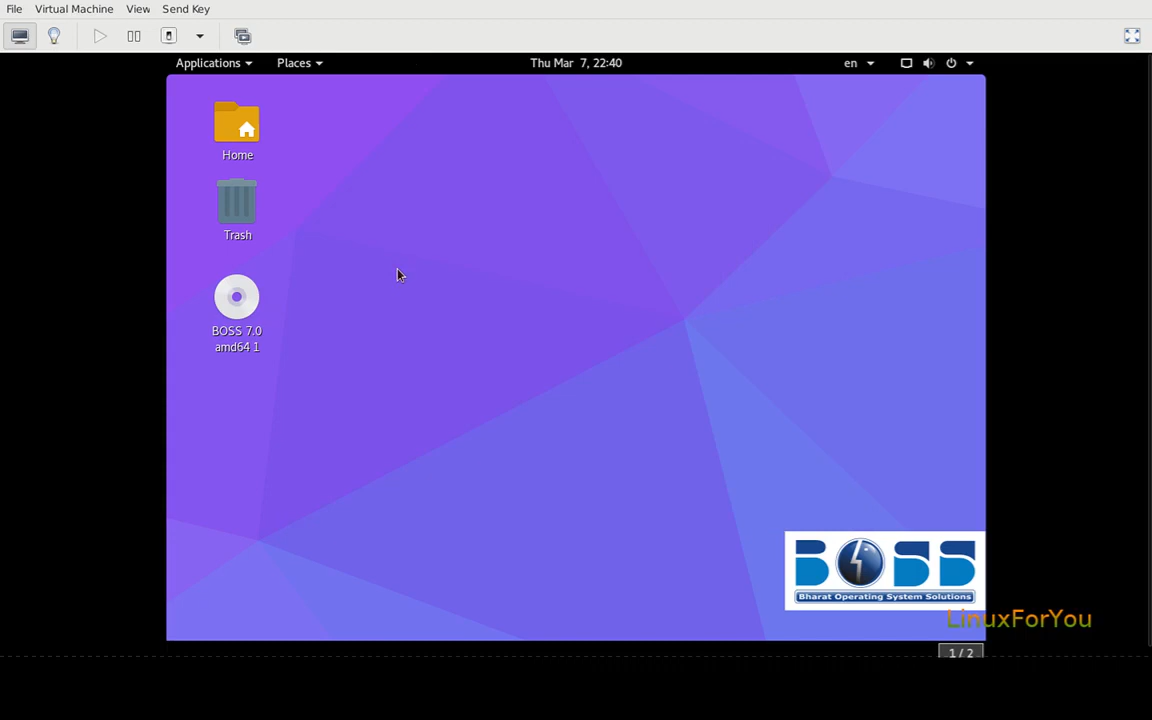 File Virtual Machine View Send Key
Applications Places Thu Mar 7, 22:40 en
Home
Trash
BOSS 7.0
amd64 1
BOSS
Bharat Operating System Solutions
LinuxForYou
1 / 2